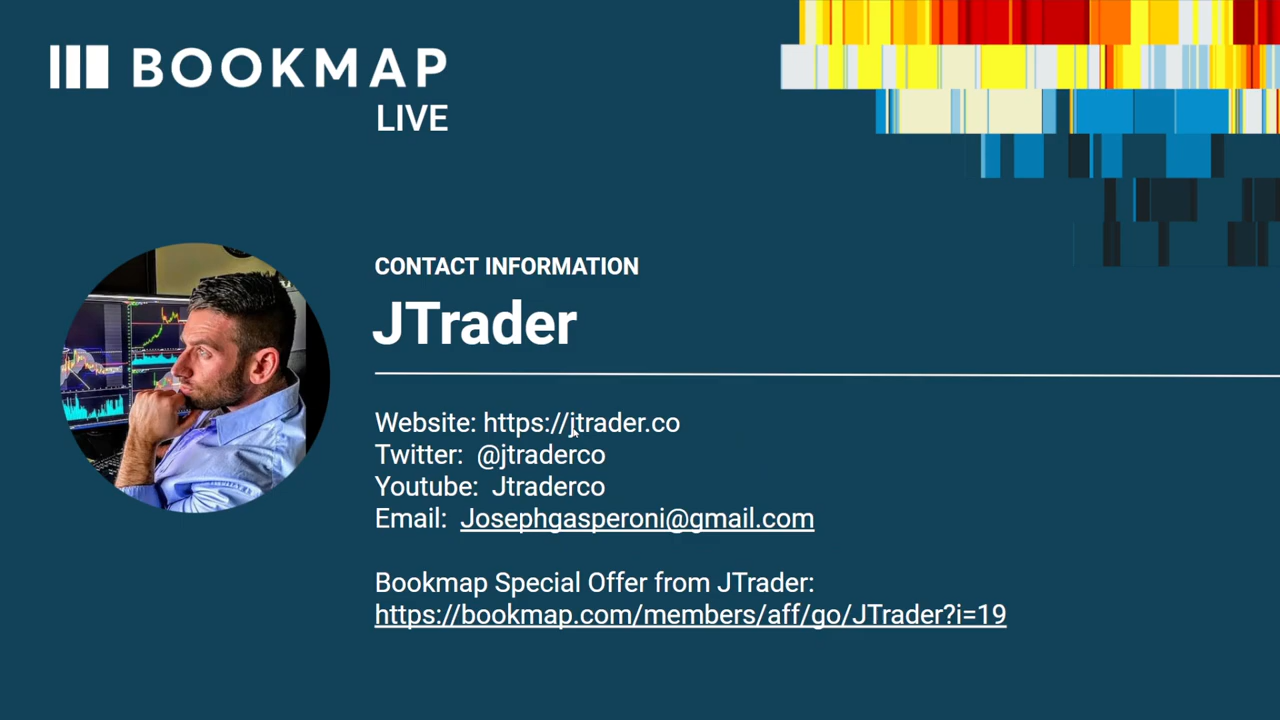 BOOKMAP
LIVE
CONTACT INFORMATION
JTrader
Website: https://jtrader.co
Twitter: @jtraderco
Youtube: Jtraderco
Email: Josephgasperoni@gmail.com
Bookmap Special Offer from JTrader:
https://bookmap.com/members/aff/go/JTrader?i=19